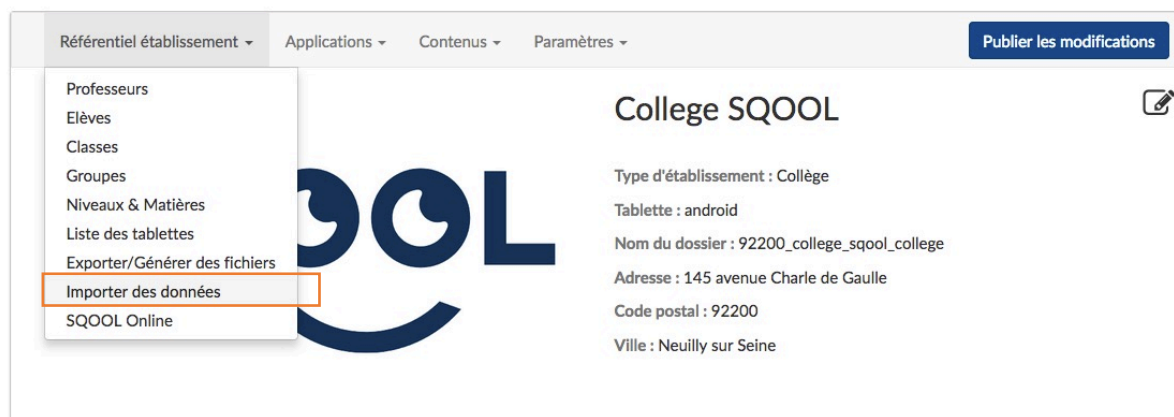 Référentiel établissement
Applications
Contenus
Paramètres
Publier les modifications
Professeurs
Elèves
Classes
Groupes
Niveaux & Matières
Liste des tablettes
Exporter/Générer des fichiers
Importer des données
SQOOL Online
OOL
College SQOOL
Type d'établissement : Collège
Tablette : android
Nom du dossier : 92200_college_sqool_college
Adresse : 145 avenue Charle de Gaulle
Code postal : 92200
Ville : Neuilly sur Seine